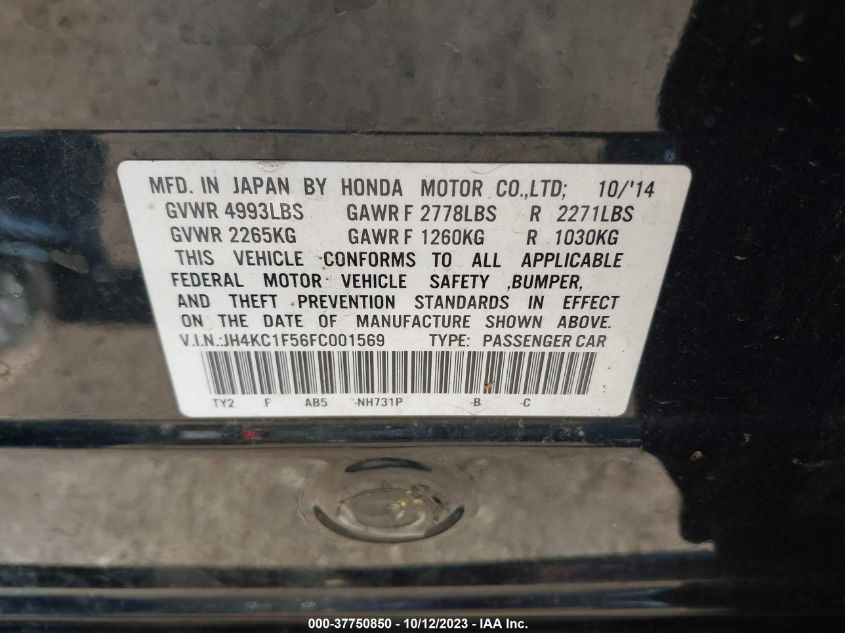 MFD. IN JAPAN BY HONDA MOTOR CO.,LTD; 10/'14
GVWR 4993LBS GAWR F 2778LBS R 2271LBS
GVWR 2265KG GAWR F 1260KG R 1030KG
THIS VEHICLE CONFORMS TO ALL APPLICABLE
FEDERAL MOTOR VEHICLE SAFETY ,BUMPER,
AND THEFT PREVENTION STANDARDS IN EFFECT
ON THE DATE OF MANUFACTURE SHOWN ABOVE.
V.I.N.:JH4KC1F56FC001569 TYPE: PASSENGER CAR
TY2 F AB5 -NH731P -B -C
000-37750850 - 10/12/2023 - IAAI Inc.